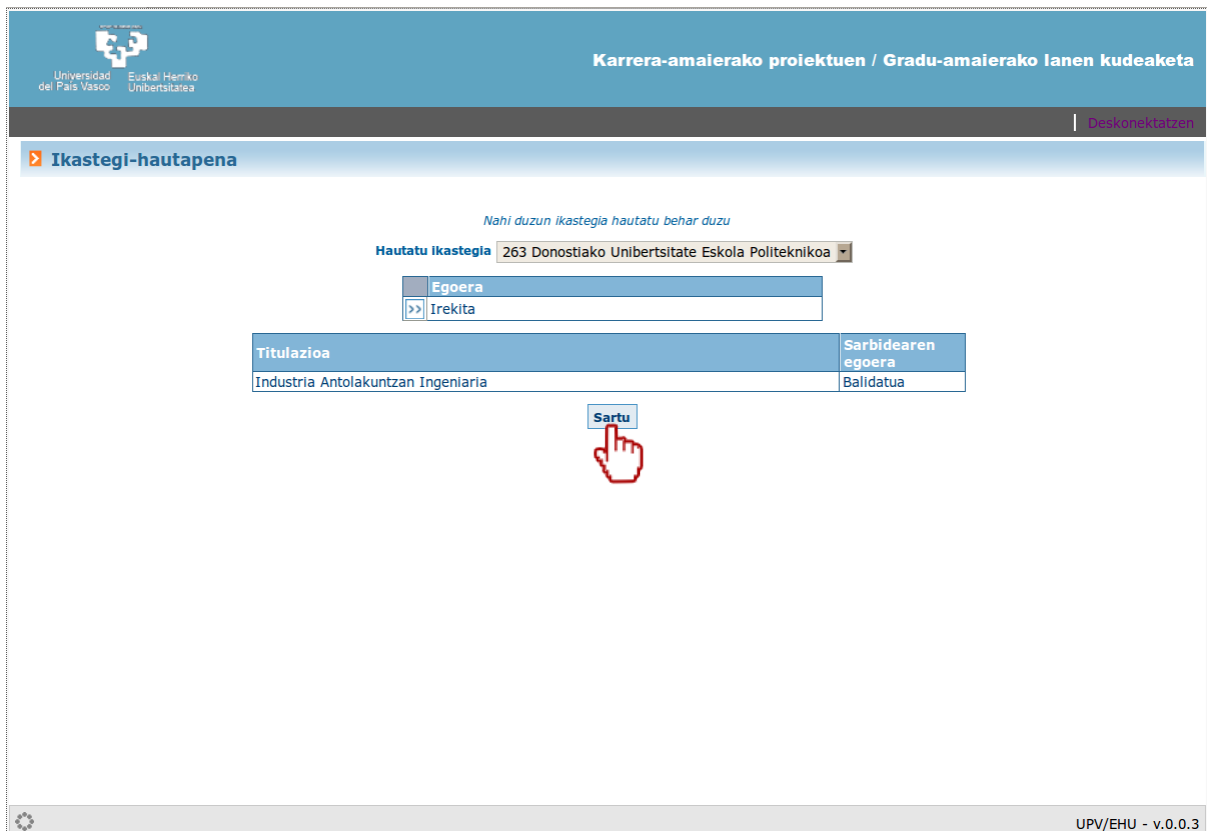 Universidad
del País Vasco
Euskal Herriko
Unibertsitatea
Karrera-amaierako proiektuen / Gradu-amaierako lanen kudeaketa
Deskonektatzen
Ikastegi-hautapena
Nahi duzun ikastegia hautatu behar duzu
Hautatu ikastegia 263 Donostiako Unibertsitate Eskola Politeknikoa
Egoera
>> Irekita
Titulazioa
Sarbidearen
egoera
Industria Antolakuntzan Ingeniaria Balidatua
Sartu
UPV/EHU - v.0.0.3